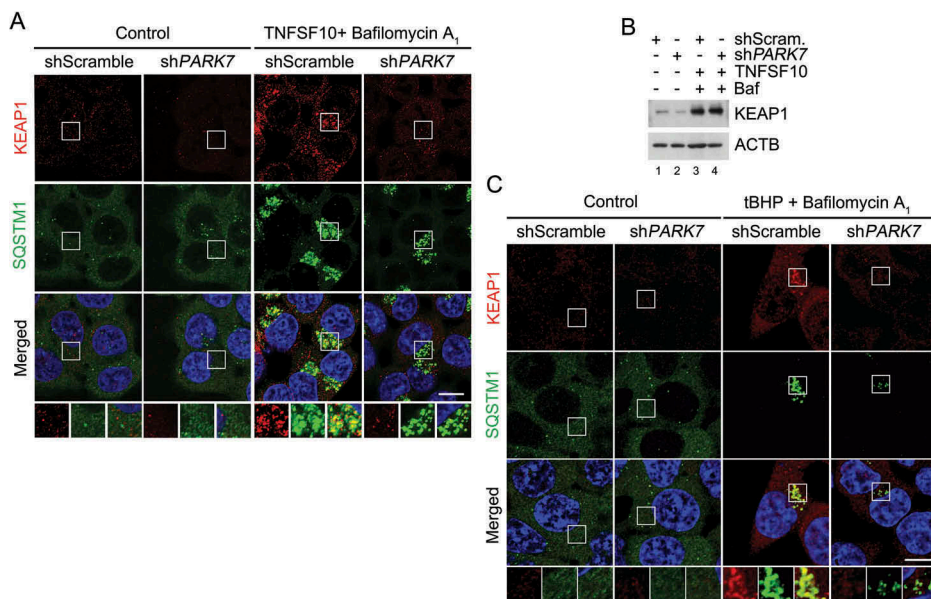 A
Control
TNFSF10+ Bafilomycin A1
shScramble
shPARK7
shScramble
shPARK7
KEAP1
SQSTM1
Merged
B
+ - + - shScram.
- + - + shPARK7
- - + + TNFSF10
- - + + Baf
KEAP1
ACTB
1 2 3 4
C
Control
tBHP + Bafilomycin A1
shScramble
shPARK7
shScramble
shPARK7
KEAP1
SQSTM1
Merged